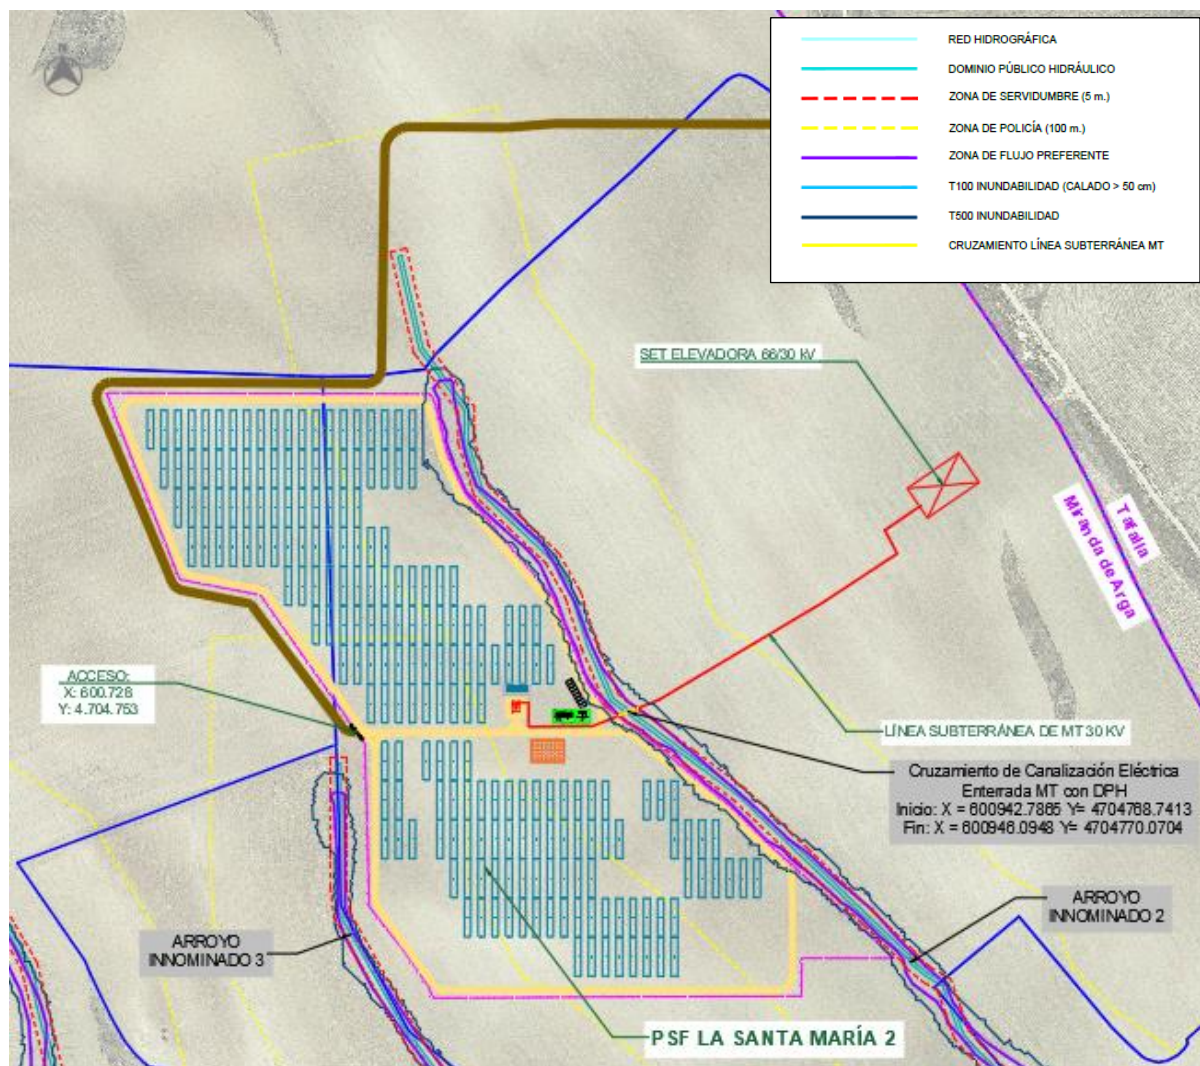 N
RED HIDROGRÁFICA
DOMINIO PÚBLICO HIDRÁULICO
ZONA DE SERVIDUMBRE (5 m.)
ZONA DE POLICÍA (100 m.)
ZONA DE FLUJO PREFERENTE
T100 INUNDABILIDAD (CALADO > 50 cm)
T500 INUNDABILIDAD
CRUZAMIENTO LÍNEA SUBTERRÁNEA MT
SET ELEVADORA 66/30 kV
Tafalla
Miranda de Arga
ACCESO:
X: 600.728
Y: 4.704.753
LÍNEA SUBTERRÁNEA DE MT 30 KV
Cruzamiento de Canalización Eléctrica
Enterrada MT con DPH
Inicio: X = 600942.7865 Y= 4704768.7413
Fin: X = 600946.0948 Y= 4704770.0704
ARROYO
INNOMINADO 2
ARROYO
INNOMINADO 3
PSF LA SANTA MARÍA 2